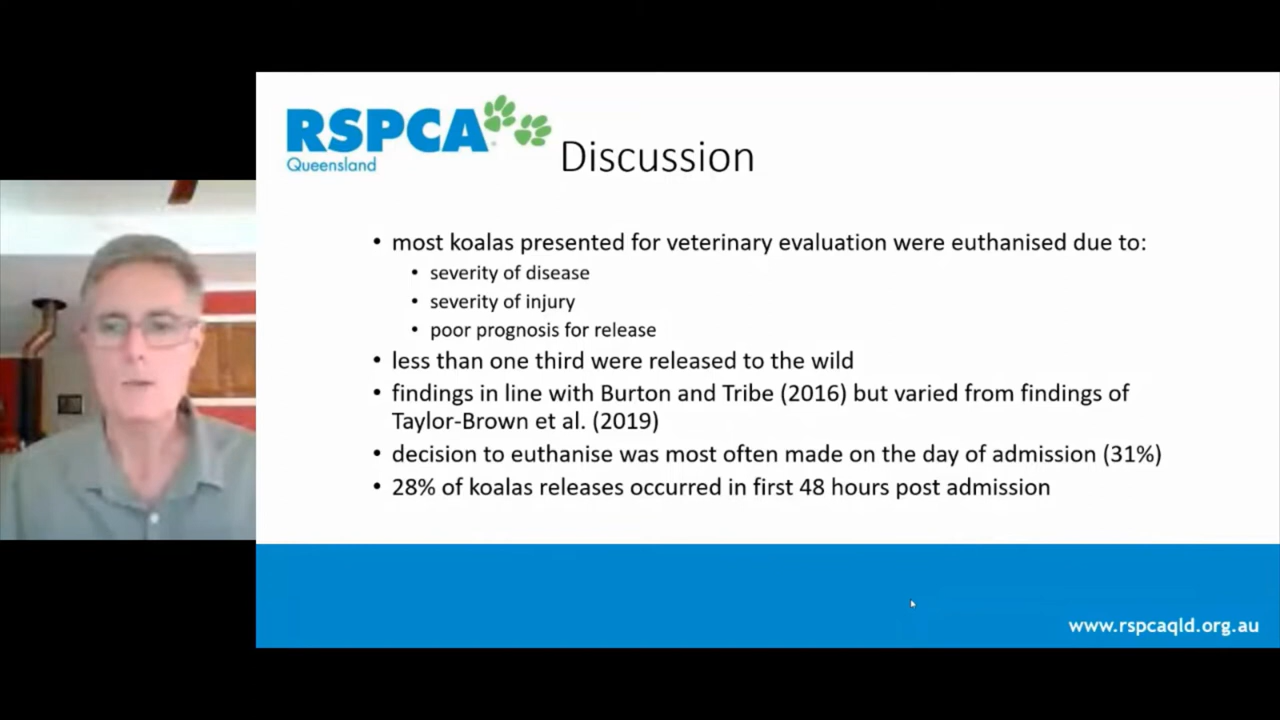 RSPCA
Queensland
Discussion
• most koalas presented for veterinary evaluation were euthanised due to:
• severity of disease
• severity of injury
• poor prognosis for release
• less than one third were released to the wild
• findings in line with Burton and Tribe (2016) but varied from findings of
Taylor-Brown et al. (2019)
• decision to euthanise was most often made on the day of admission (31%)
• 28% of koalas releases occurred in first 48 hours post admission
www.rspcaqld.org.au